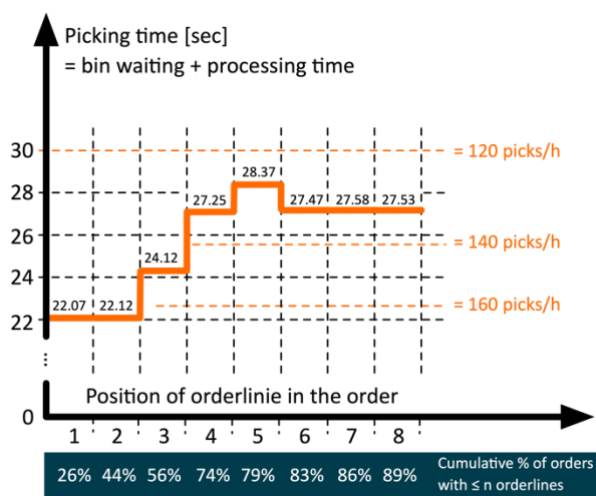 Picking time [sec]
= bin waiting + processing time
30
= 120 picks/h
28
28.37
27.25
27.47
27.58
27.53
26
= 140 picks/h
24.12
24
= 160 picks/h
22.07
22.12
22
...
Position of orderlinie in the order
0
1 2 3 4 5 6 7 8
26% 44% 56% 74% 79% 83% 86% 89%
Cumulative % of orders
with ≤ n orderlines